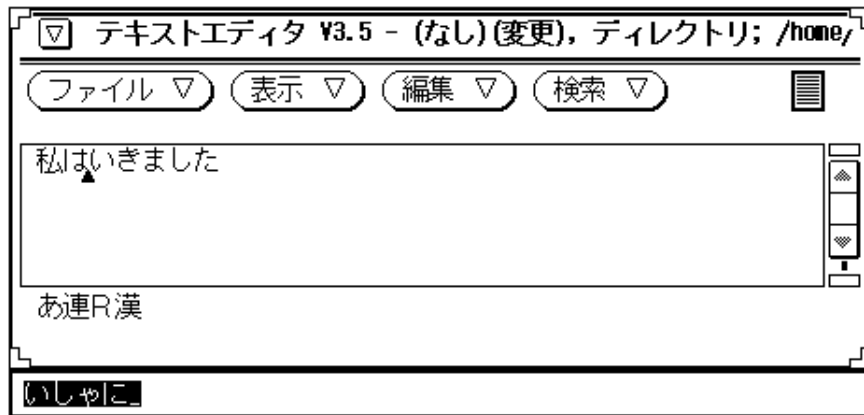 テキストエディタ V3.5 - (なし)(変更), ディレクトリ; /home/
ファイル ▽ 表示 ▽ 編集 ▽ 検索 ▽
私はいきました
あ連R漢
いしゃに_